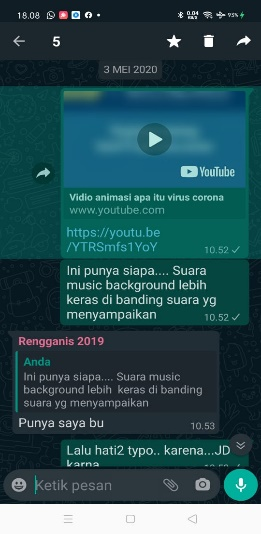 18.08
0.04
KB/S
95%
5
3 MEI 2020
YouTube
Vidio animasi apa itu virus corona
www.youtube.com
https://youtu.be
/YTRSmfs1YoY
10.52
Ini punya siapa.... Suara
music background lebih
keras di banding suara yg
menyampaikan
10.52
Rengganis 2019
Anda
Ini punya siapa.... Suara music
background lebih keras di banding
suara yg menyampaikan
Punya saya bu
10.53
Lalu hati2 typo.. karena...JD
karna
Ketik pesan